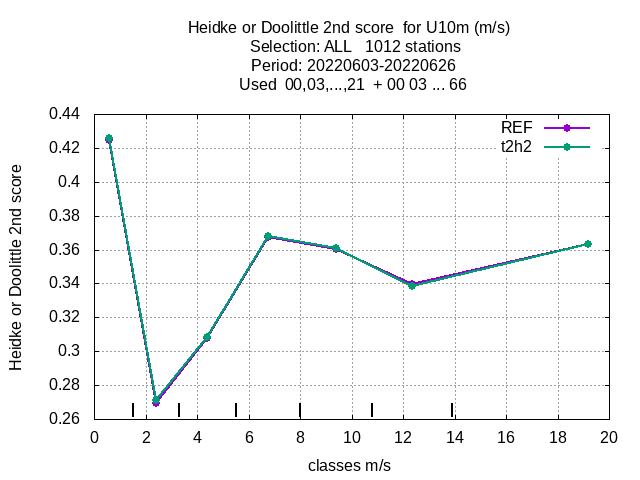 Heidke or Doolittle 2nd score  for U10m (m/s)
Selection: ALL   1012 stations
Period: 20220603-20220626
Used  00,03,...,21  + 00 03 ... 66
REF
t2h2
Heidke or Doolittle 2nd score
0.44
0.42
0.4
0.38
0.36
0.34
0.32
0.3
0.28
0.26
0 2 4 6 8 10 12 14 16 18 20
classes m/s